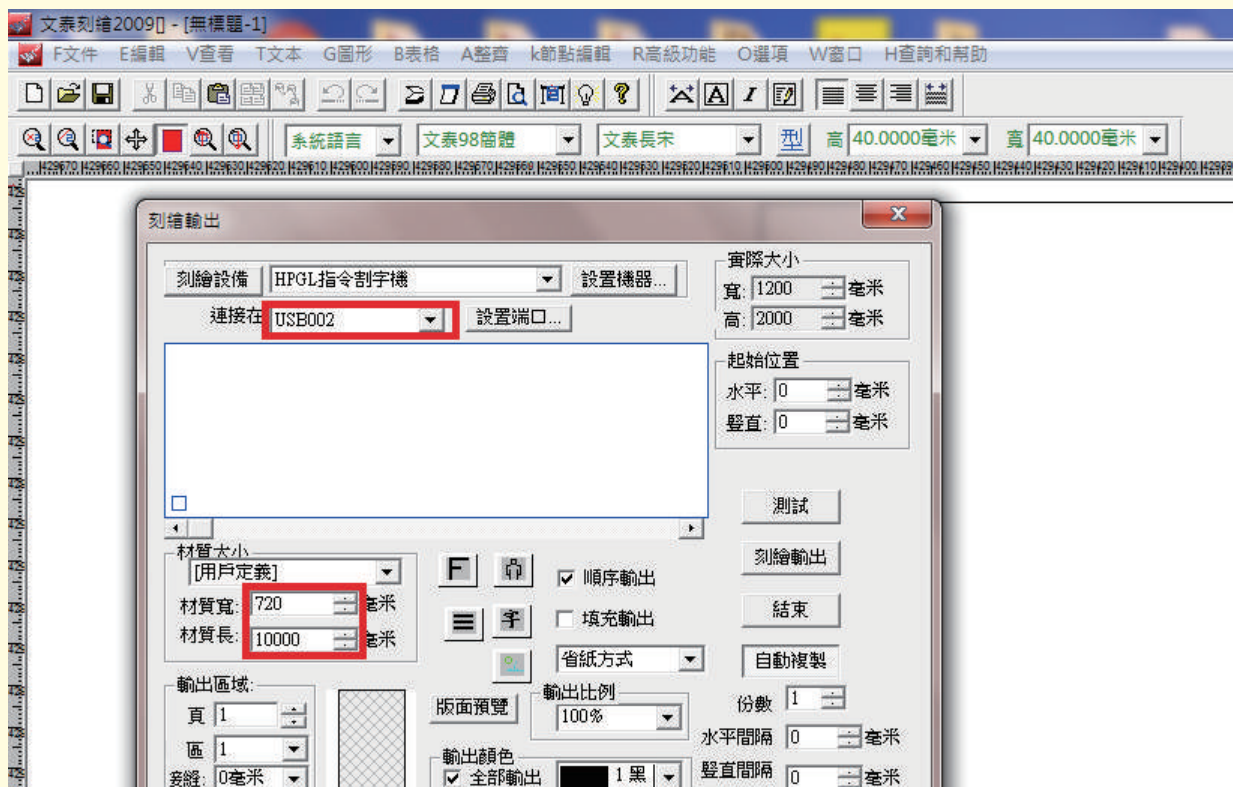 文泰刻繪2009[] - [無標題-1]
F文件 E編輯 V查看 T文本 G圖形 B表格 A整齊 k節點編輯 R高級功能 O選項 W窗口 H查詢和幫助
系統語言 文泰98簡體 文泰長宋 型 高 40.0000毫米 寬 40.0000毫米
刻繪輸出
刻繪設備 HPGL指令割字機 設置機器...
連接在 USB002 設置端口...
實際大小
寬: 1200 毫米
高: 2000 毫米
起始位置
水平: 0 毫米
豎直: 0 毫米
測試
刻繪輸出
結束
自動複製
份數 1
水平間隔 0 毫米
豎直間隔 0 毫米
材質大小
[用戶定義]
材質寬: 720 毫米
材質長: 10000 毫米
F
字
順序輸出
填充輸出
省紙方式
輸出區域:
頁 1
區 1
接縫: 0毫米
版面預覽
輸出比例
100%
輸出顏色
全部輸出 1黑